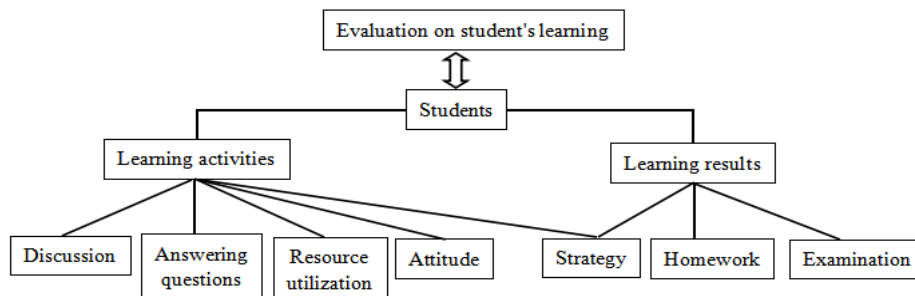 Evaluation on student's learning
Students
Learning activities
Learning results
Discussion
Answering
questions
Resource
utilization
Attitude
Strategy
Homework
Examination